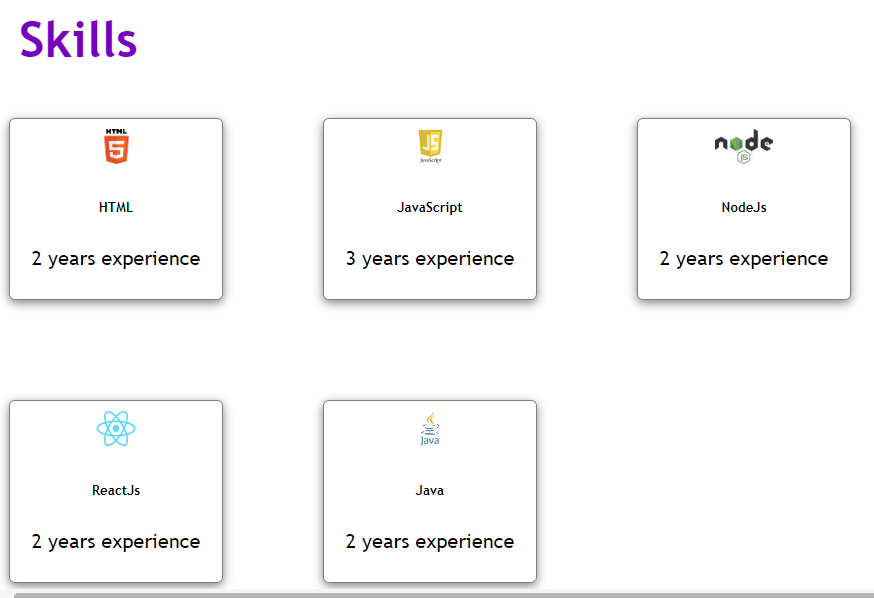 Skills
HTML
5
HTML
2 years experience
JS
JavaScript
JavaScript
3 years experience
node
JS
NodeJs
2 years experience
ReactJs
2 years experience
Java
Java
2 years experience